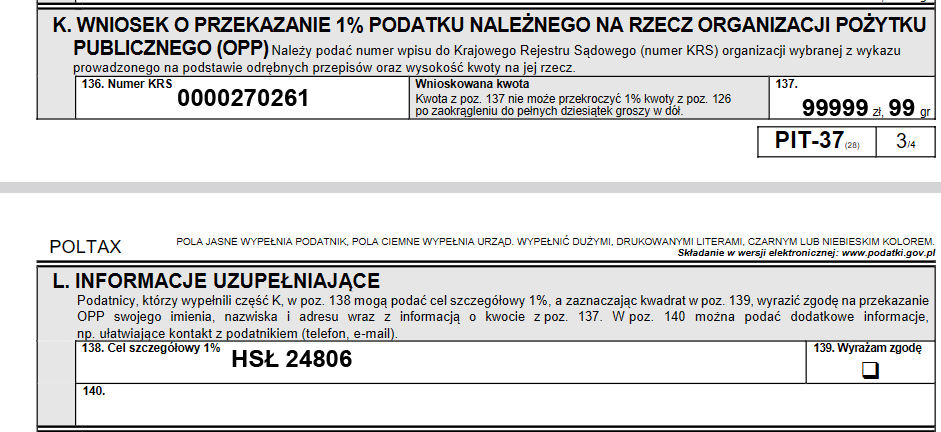 K. WNIOSEK O PRZEKAZANIE 1% PODATKU NALEŻNEGO NA RZECZ ORGANIZACJI POŻYTKU
PUBLICZNEGO (OPP) Należy podać numer wpisu do Krajowego Rejestru Sądowego (numer KRS) organizacji wybranej z wykazu
prowadzonego na podstawie odrębnych przepisów oraz wysokość kwoty na jej rzecz.
136. Numer KRS
0000270261
Wnioskowana kwota
Kwota z poz. 137 nie może przekroczyć 1% kwoty z poz. 126
po zaokrągleniu do pełnych dziesiątek groszy w dół.
137.
99999 zł, 99 gr
PIT-37 (28) 3/4
POLTAX
POLA JASNE WYPEŁNIA PODATNIK, POLA CIEMNE WYPEŁNIA URZĄD. WYPEŁNIĆ DUŻYMI, DRUKOWANYMI LITERAMI, CZARNYM LUB NIEBIESKIM KOLOREM.
Składanie w wersji elektronicznej: www.podatki.gov.pl
L. INFORMACJE UZUPEŁNIAJĄCE
Podatnicy, którzy wypełnili część K, w poz. 138 mogą podać cel szczegółowy 1%, a zaznaczając kwadrat w poz. 139, wyrazić zgodę na przekazanie
OPP swojego imienia, nazwiska i adresu wraz z informacją o kwocie z poz. 137. W poz. 140 można podać dodatkowe informacje,
np. ułatwiające kontakt z podatnikiem (telefon, e-mail).
138. Cel szczegółowy 1%
HSŁ 24806
139. Wyrażam zgodę
❑
140.